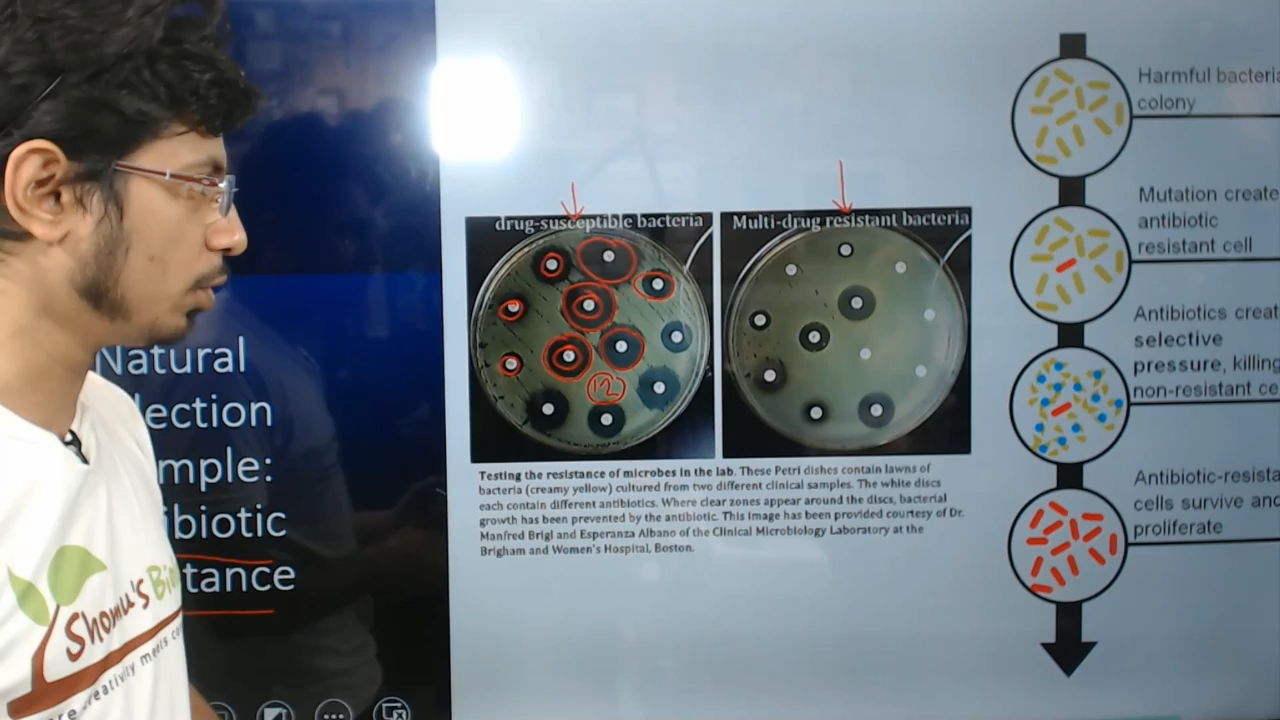 Natural
lection
mple:
ibiotic
tance
Shomu's Bi
creativity meets
drug-susceptible bacteria
Multi-drug resistant bacteria
12
Testing the resistance of microbes in the lab. These Petri dishes contain lawns of
bacteria (creamy yellow) cultured from two different clinical samples. The white discs
each contain different antibiotics. Where clear zones appear around the discs, bacterial
growth has been prevented by the antibiotic. This image has been provided courtesy of Dr.
Manfred Brigl and Esperanza Albano of the Clinical Microbiology Laboratory at the
Brigham and Women's Hospital, Boston.
Harmful bacteria
colony
Mutation create
antibiotic
resistant cell
Antibiotics creat
selective
pressure, killing
non-resistant ce
Antibiotic-resista
cells survive and
proliferate